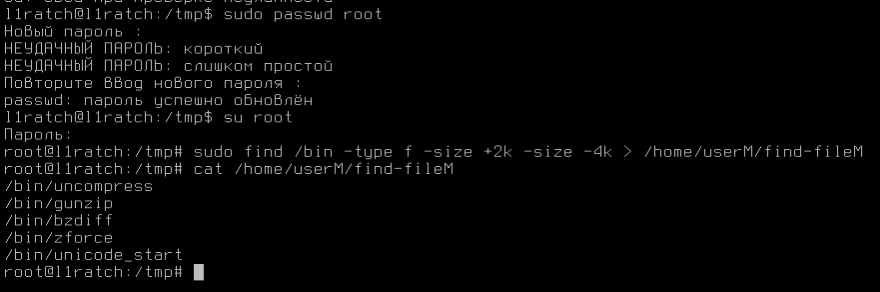 l1ratch@l1ratch:/tmp$ sudo passwd root
Новый пароль :
НЕУДАЧНЫЙ ПАРОЛЬ: короткий
НЕУДАЧНЫЙ ПАРОЛЬ: слишком простой
Повторите ввод нового пароля :
passwd: пароль успешно обновлён
l1ratch@l1ratch:/tmp$ su root
Пароль:
root@l1ratch:/tmp# sudo find /bin -type f -size +2k -size -4k > /home/userM/find-fileM
root@l1ratch:/tmp# cat /home/userM/find-fileM
/bin/uncompress
/bin/gunzip
/bin/bzdiff
/bin/zforce
/bin/unicode_start
root@l1ratch:/tmp#